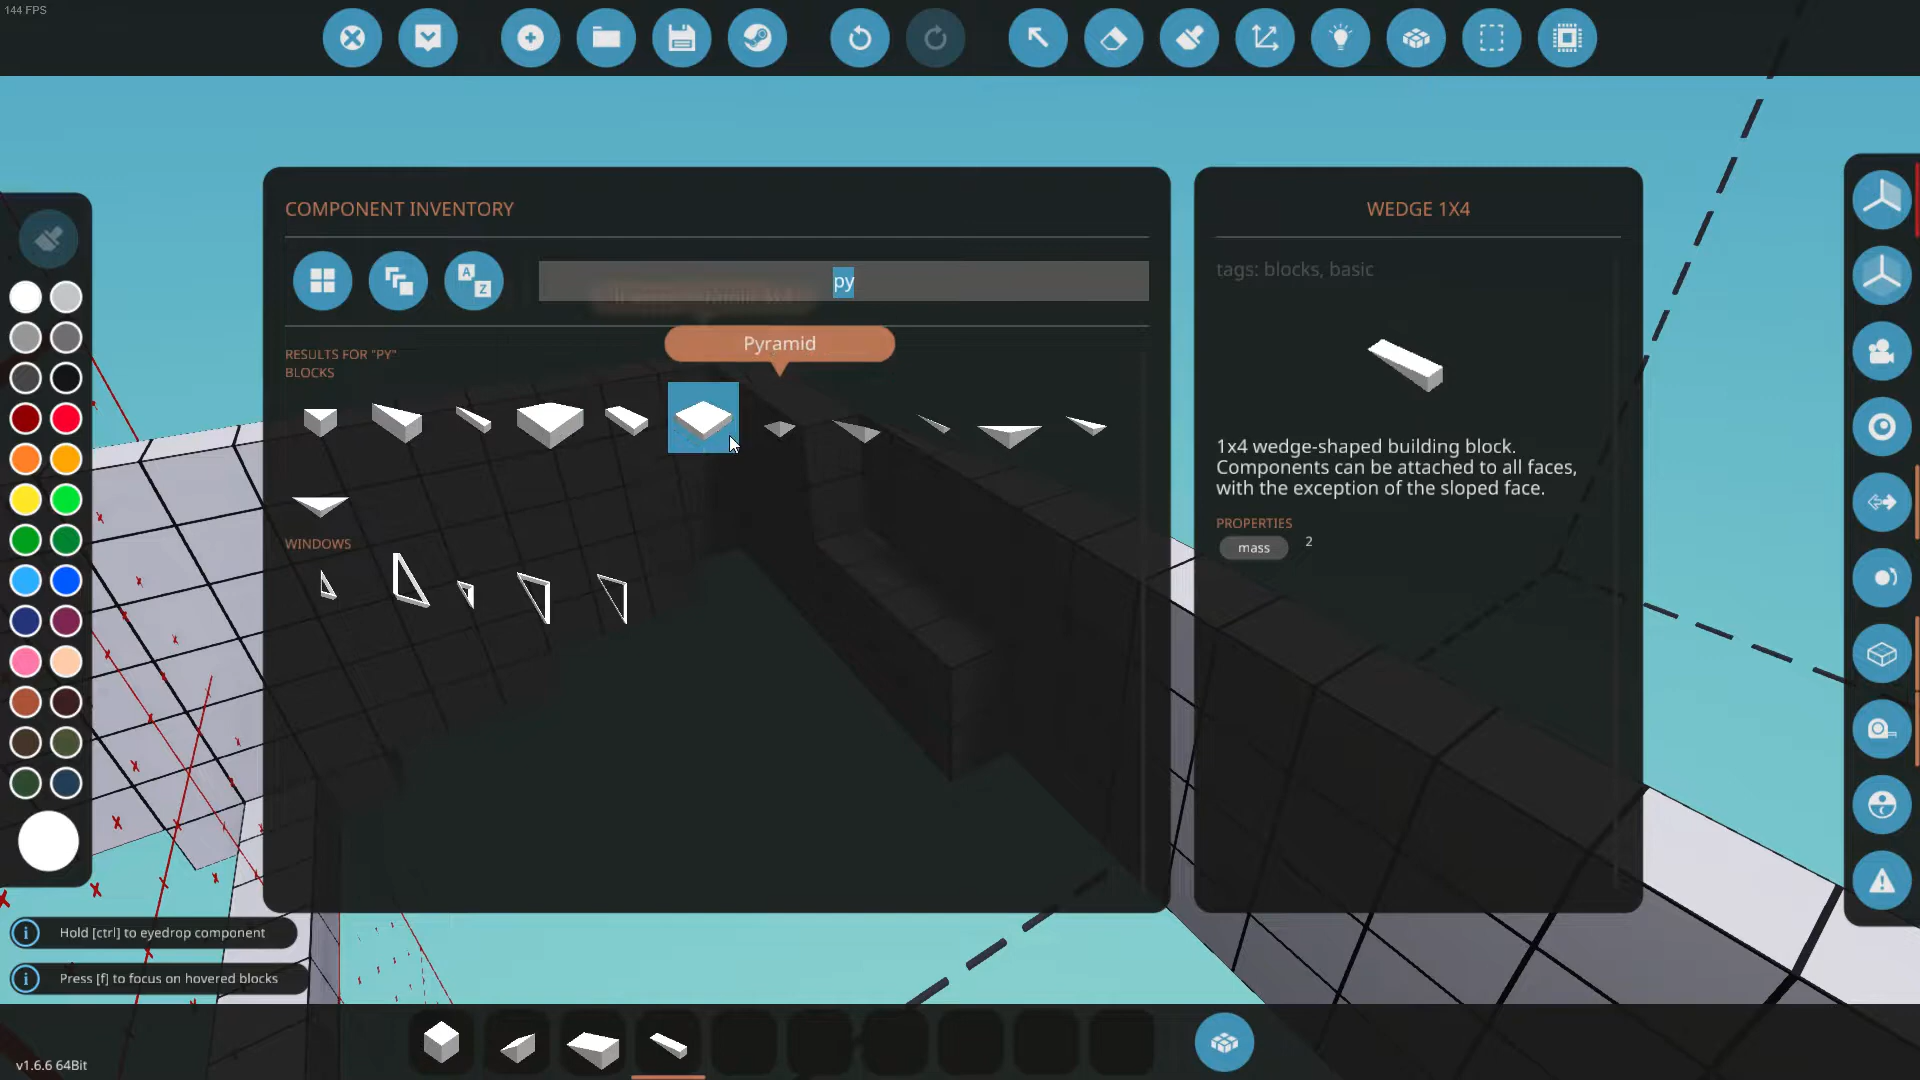 144 FPS
COMPONENT INVENTORY
A
Z
py
RESULTS FOR "PY"
BLOCKS
Pyramid
WINDOWS
WEDGE 1X4
tags: blocks, basic
1x4 wedge-shaped building block.
Components can be attached to all faces,
with the exception of the sloped face.
PROPERTIES
mass 2
Hold [ctrl] to eyedrop component
Press [f] to focus on hovered blocks
v1.6.6 64Bit